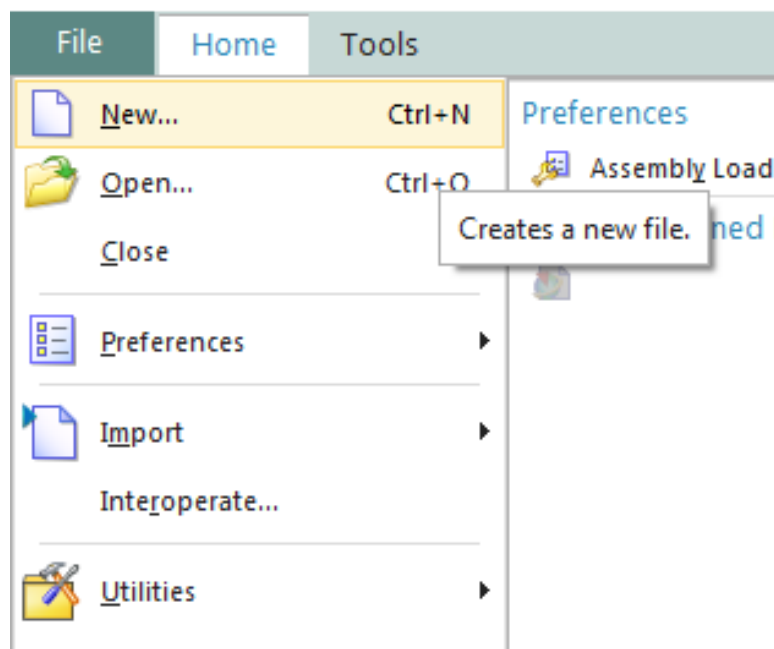 File Home Tools
New... Ctrl+N
Open... Ctrl+O
Close
Preferences
Import
Interoperate...
Utilities
Preferences
Assembly Load
Creates a new file.